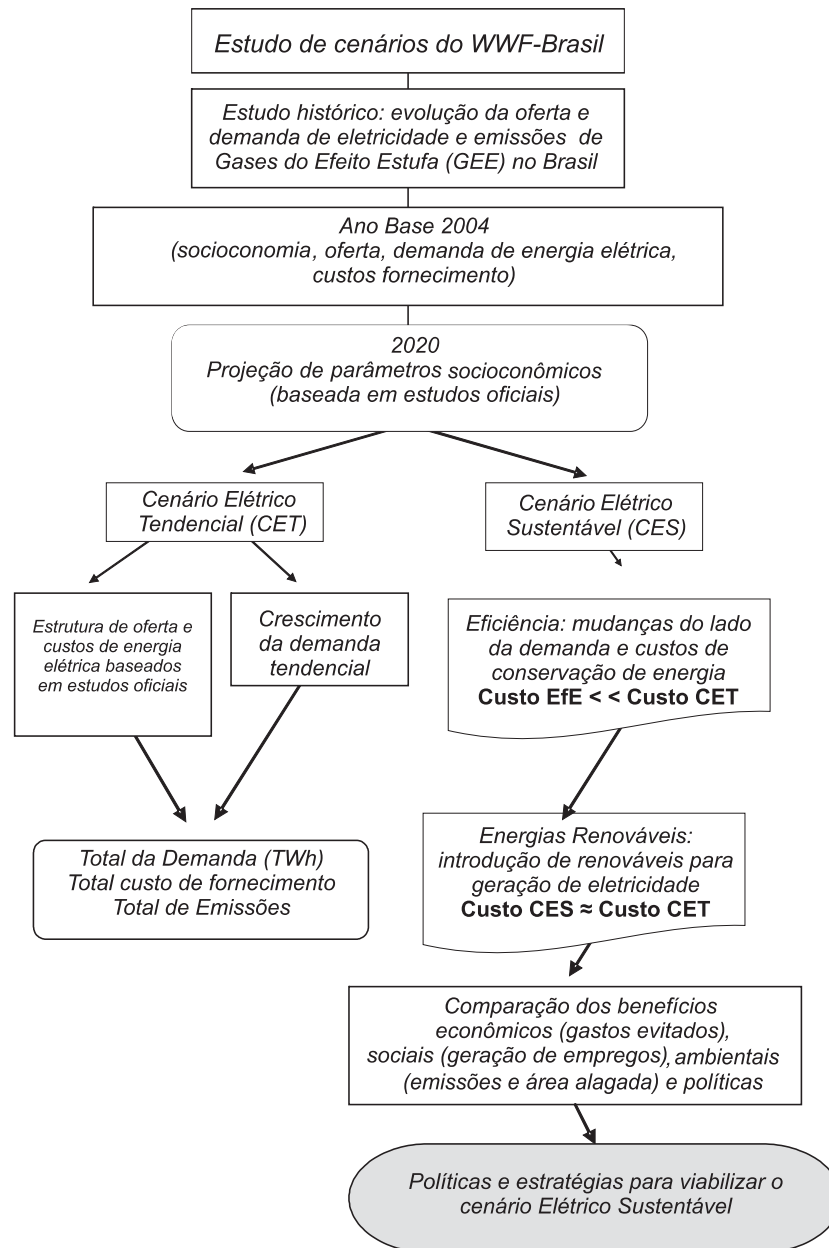 Estudo de cenários do WWF-Brasil
Estudo histórico: evolução da oferta e
demanda de eletricidade e emissões de
Gases do Efeito Estufa (GEE) no Brasil
Ano Base 2004
(socioconomia, oferta, demanda de energia elétrica,
custos fornecimento)
2020
Projeção de parâmetros socioconômicos
(baseada em estudos oficiais)
Cenário Elétrico
Tendencial (CET)
Cenário Elétrico
Sustentável (CES)
Estrutura de oferta e
custos de energia
elétrica baseados
em estudos oficiais
Crescimento
da demanda
tendencial
Eficiência: mudanças do lado
da demanda e custos de
conservação de energia
Custo EfE < < Custo CET
Total da Demanda (TWh)
Total custo de fornecimento
Total de Emissões
Energias Renováveis:
introdução de renováveis para
geração de eletricidade
Custo CES ≈ Custo CET
Comparação dos benefícios
econômicos (gastos evitados),
sociais (geração de empregos), ambientais
(emissões e área alagada) e políticas
Políticas e estratégias para viabilizar o
cenário Elétrico Sustentável